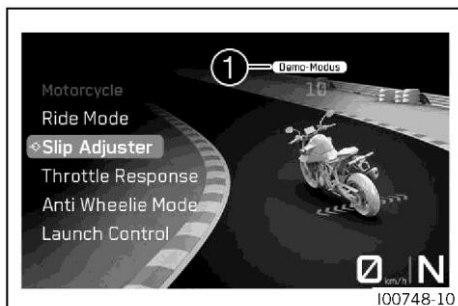 1
Demo-Modus
10
Motorcycle
Ride Mode
Slip Adjuster
Throttle Response
Anti Wheelie Mode
Launch Control
0 km/h N
I00748-10